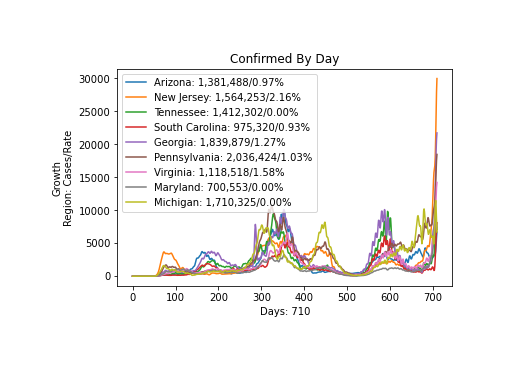 Confirmed By Day
30000
25000
20000
15000
10000
5000
0
Growth
Region: Cases/Rate
Arizona: 1,381,488/0.97%
New Jersey: 1,564,253/2.16%
Tennessee: 1,412,302/0.00%
South Carolina: 975,320/0.93%
Georgia: 1,839,879/1.27%
Pennsylvania: 2,036,424/1.03%
Virginia: 1,118,518/1.58%
Maryland: 700,553/0.00%
Michigan: 1,710,325/0.00%
0 100 200 300 400 500 600 700
Days: 710